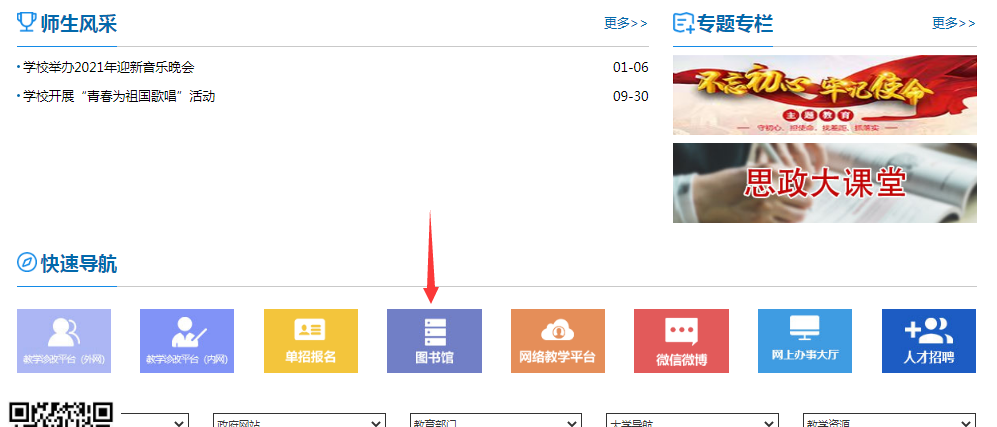 师生风采
更多>>
专题专栏
更多>>
·学校举办2021年迎新音乐晚会
01-06
·学校开展“青春为祖国歌唱”活动
09-30
不忘初心 牢记使命
主题教育
守初心、担使命、找差距、抓落实
思政大课堂
快速导航
教学诊改平台（外网）
教学诊改平台（内网）
单招报名
图书馆
网络教学平台
微信微博
网上办事大厅
人才招聘
政府网站
教育部门
大学导航
教学资源